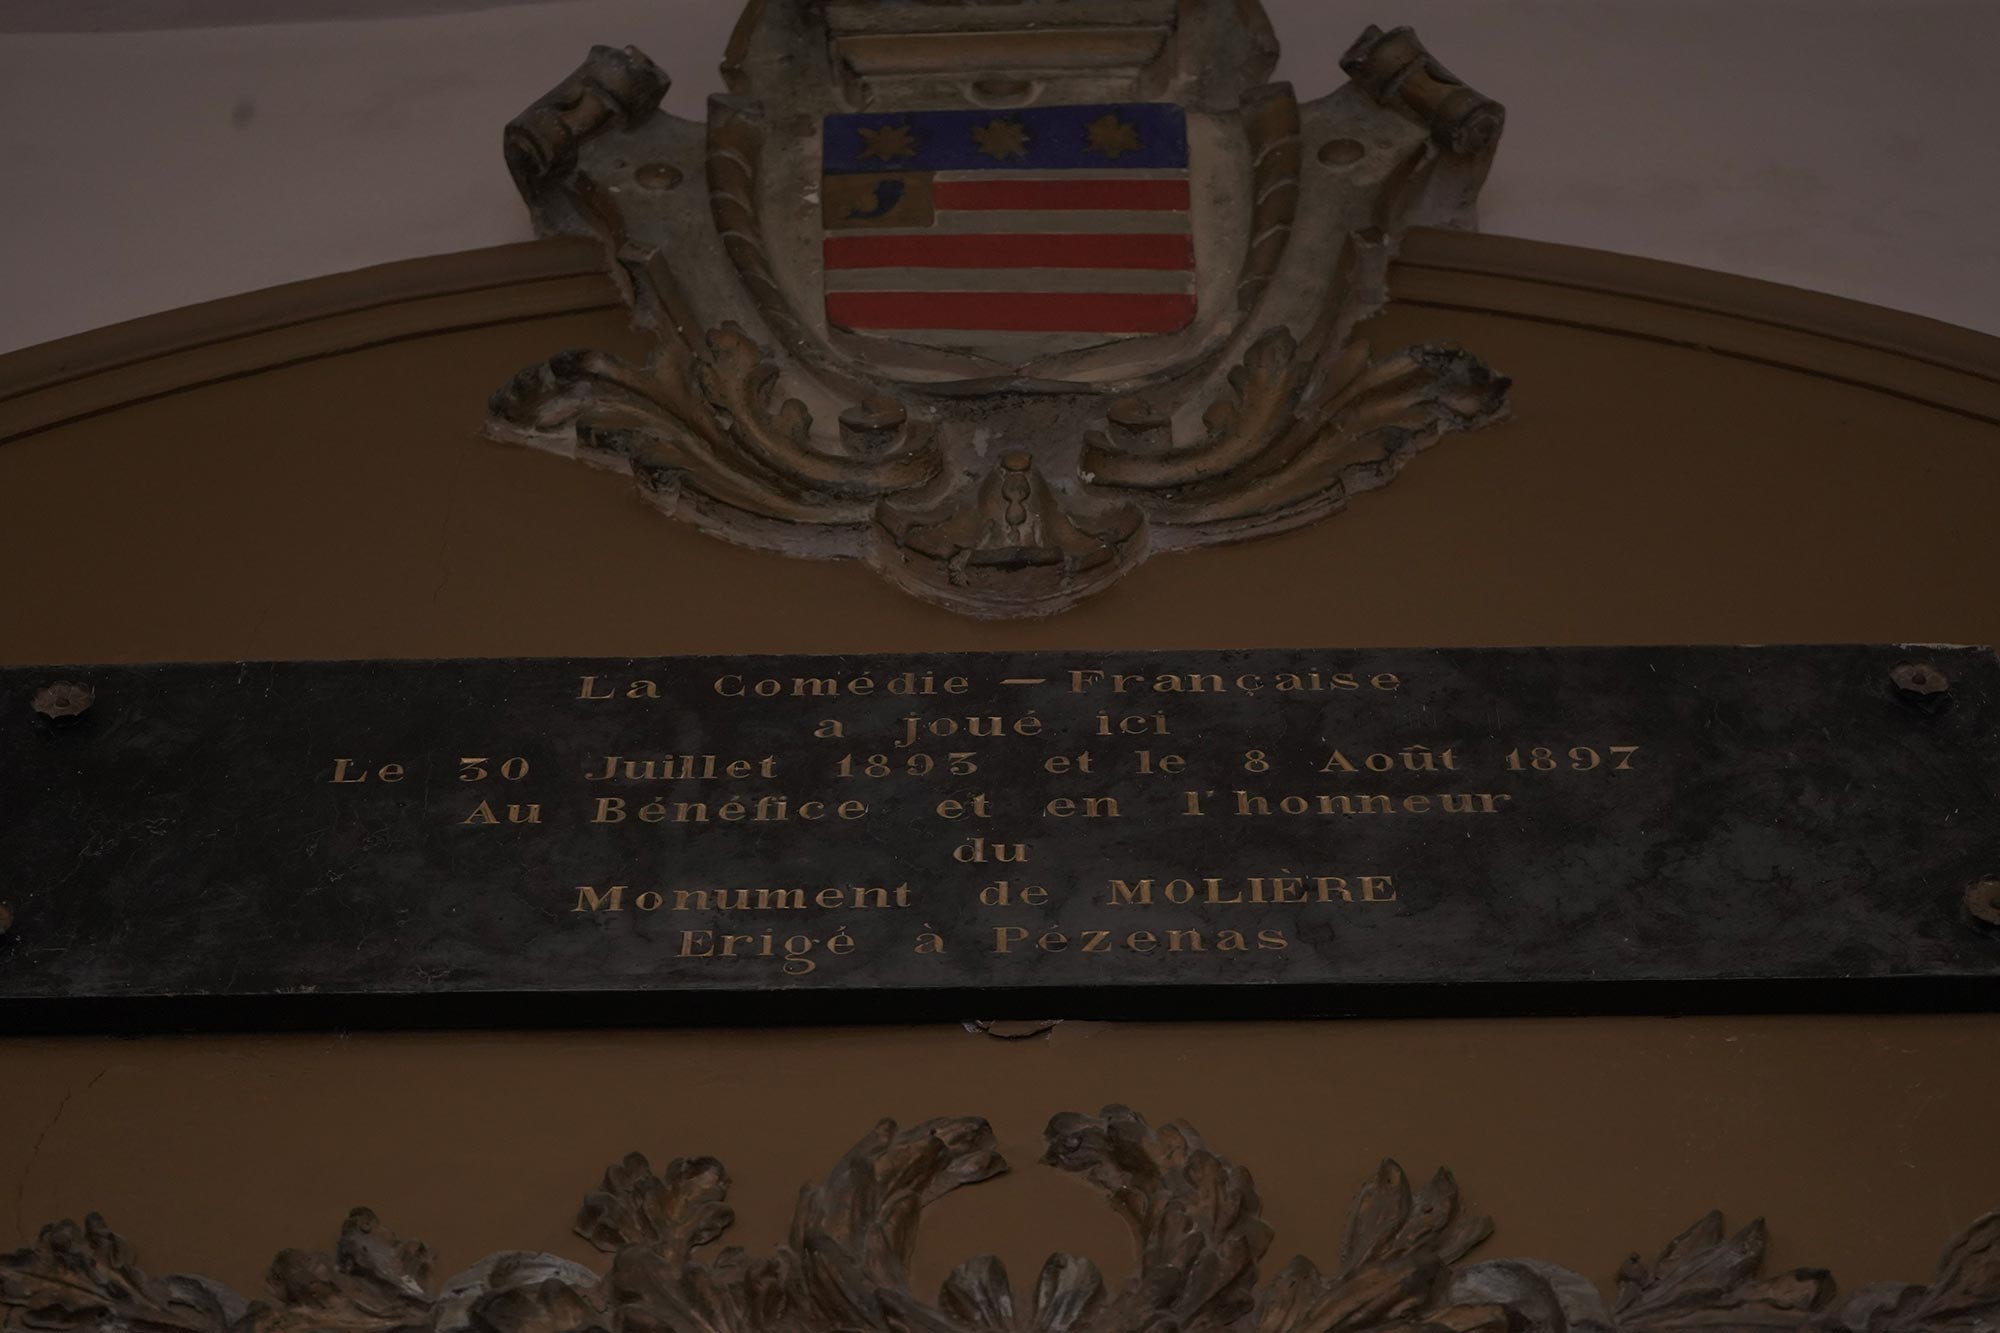 La Comédie – Française
a joué ici
Le 30 Juillet 1893 et le 8 Août 1897
Au Bénéfice et en l'honneur
du
Monument de MOLIÈRE
Erigé à Pézenas